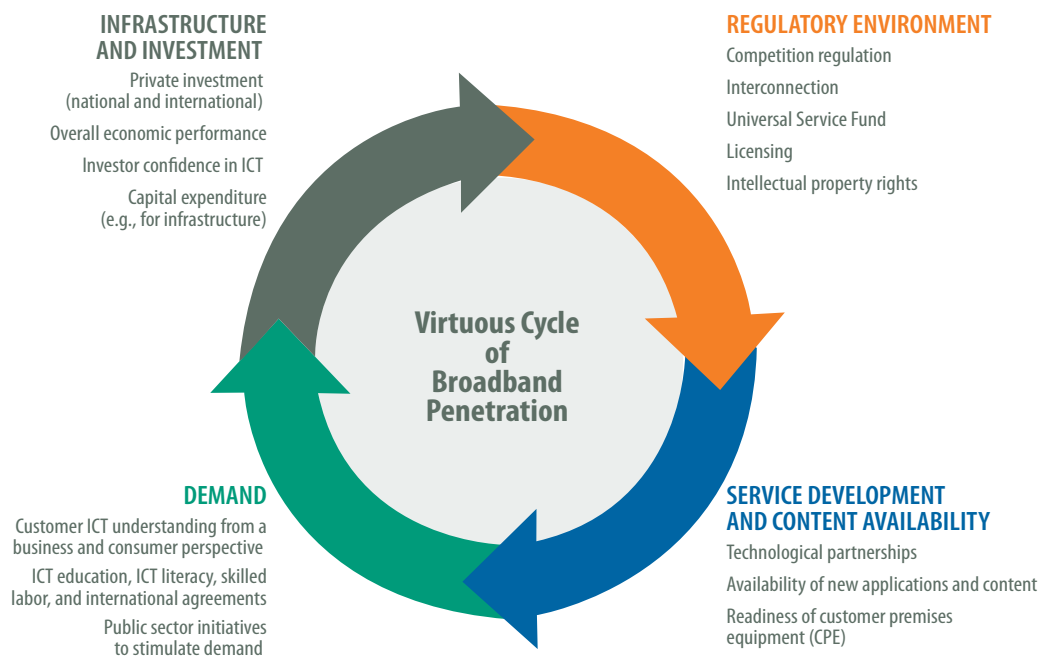 INFRASTRUCTURE
AND INVESTMENT
Private investment
(national and international)
Overall economic performance
Investor confidence in ICT
Capital expenditure
(e.g., for infrastructure)
REGULATORY ENVIRONMENT
Competition regulation
Interconnection
Universal Service Fund
Licensing
Intellectual property rights
Virtuous Cycle
of
Broadband
Penetration
DEMAND
Customer ICT understanding from a
business and consumer perspective
ICT education, ICT literacy, skilled
labor, and international agreements
Public sector initiatives
to stimulate demand
SERVICE DEVELOPMENT
AND CONTENT AVAILABILITY
Technological partnerships
Availability of new applications and content
Readiness of customer premises
equipment (CPE)